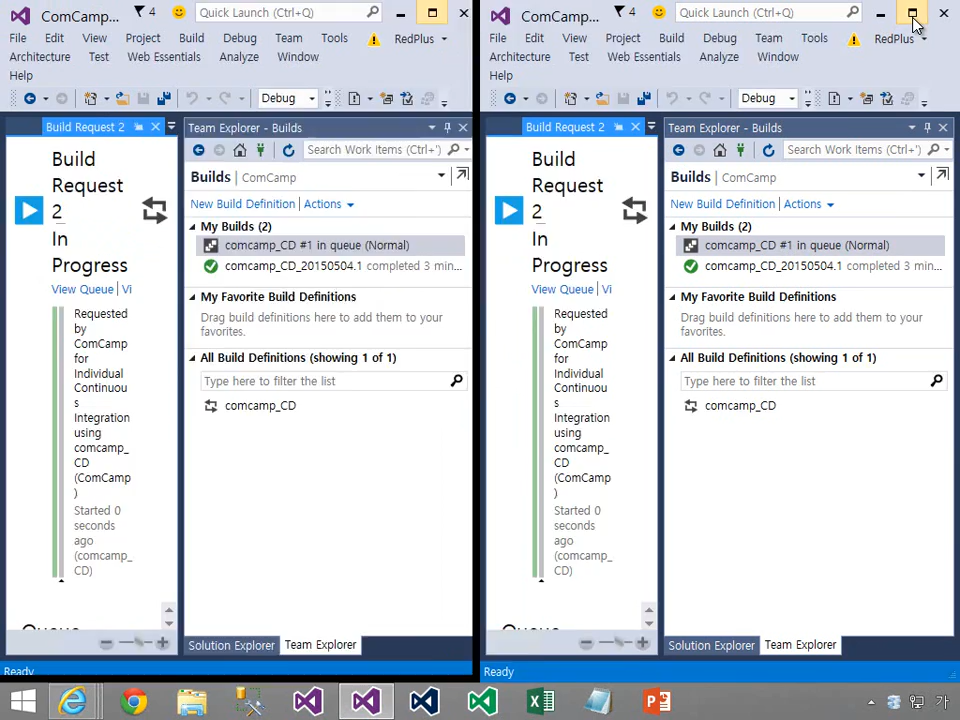 ComCamp... 4 Quick Launch (Ctrl+Q)
File Edit View Project Build Debug Team Tools RedPlus
Architecture Test Web Essentials Analyze Window
Help
Debug
Build Request 2
Build
Request
2
In
Progress
View Queue | Vi
Requested
by
ComCamp
for
Individual
Continuou
s
Integration
using
comcamp_
CD
(ComCamp
)
Started 0
seconds
ago
(comcamp_
CD)
Queue
Team Explorer - Builds
Search Work Items (Ctrl+')
Builds | ComCamp
New Build Definition | Actions
My Builds (2)
comcamp_CD #1 in queue (Normal)
comcamp_CD_20150504.1 completed 3 min...
My Favorite Build Definitions
Drag build definitions here to add them to your
favorites.
All Build Definitions (showing 1 of 1)
Type here to filter the list
comcamp_CD
Solution Explorer Team Explorer
Ready
ComCamp... 4 Quick Launch (Ctrl+Q)
File Edit View Project Build Debug Team Tools RedPlus
Architecture Test Web Essentials Analyze Window
Help
Debug
Build Request 2
Build
Request
2
In
Progress
View Queue | Vi
Requested
by
ComCamp
for
Individual
Continuou
s
Integration
using
comcamp_
CD
(ComCamp
)
Started 0
seconds
ago
(comcamp_
CD)
Queue
Team Explorer - Builds
Search Work Items (Ctrl+')
Builds | ComCamp
New Build Definition | Actions
My Builds (2)
comcamp_CD #1 in queue (Normal)
comcamp_CD_20150504.1 completed 3 min...
My Favorite Build Definitions
Drag build definitions here to add them to your
favorites.
All Build Definitions (showing 1 of 1)
Type here to filter the list
comcamp_CD
Solution Explorer Team Explorer
Ready
가